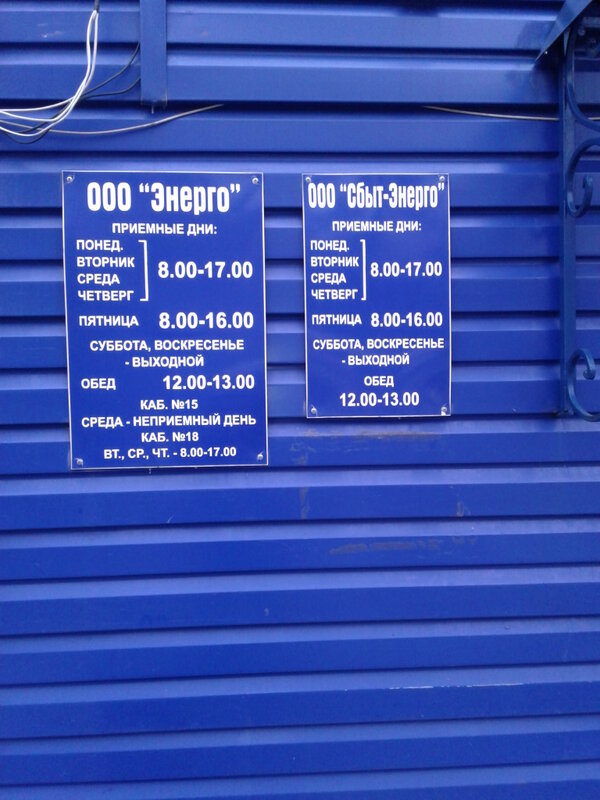 ООО "Энерго"
ПРИЕМНЫЕ ДНИ:
ПОНЕД.
ВТОРНИК
СРЕДА
ЧЕТВЕРГ
8.00-17.00
ПЯТНИЦА 8.00-16.00
СУББОТА, ВОСКРЕСЕНЬЕ
- ВЫХОДНОЙ
ОБЕД 12.00-13.00
КАБ. №15
СРЕДА - НЕПРИЕМНЫЙ ДЕНЬ
КАБ. №18
ВТ., СР., ЧТ. - 8.00-17.00
ООО "Сбыт-Энерго"
ПРИЕМНЫЕ ДНИ:
ПОНЕД.
ВТОРНИК
СРЕДА
ЧЕТВЕРГ
8.00-17.00
ПЯТНИЦА 8.00-16.00
СУББОТА, ВОСКРЕСЕНЬЕ
- ВЫХОДНОЙ
ОБЕД
12.00-13.00